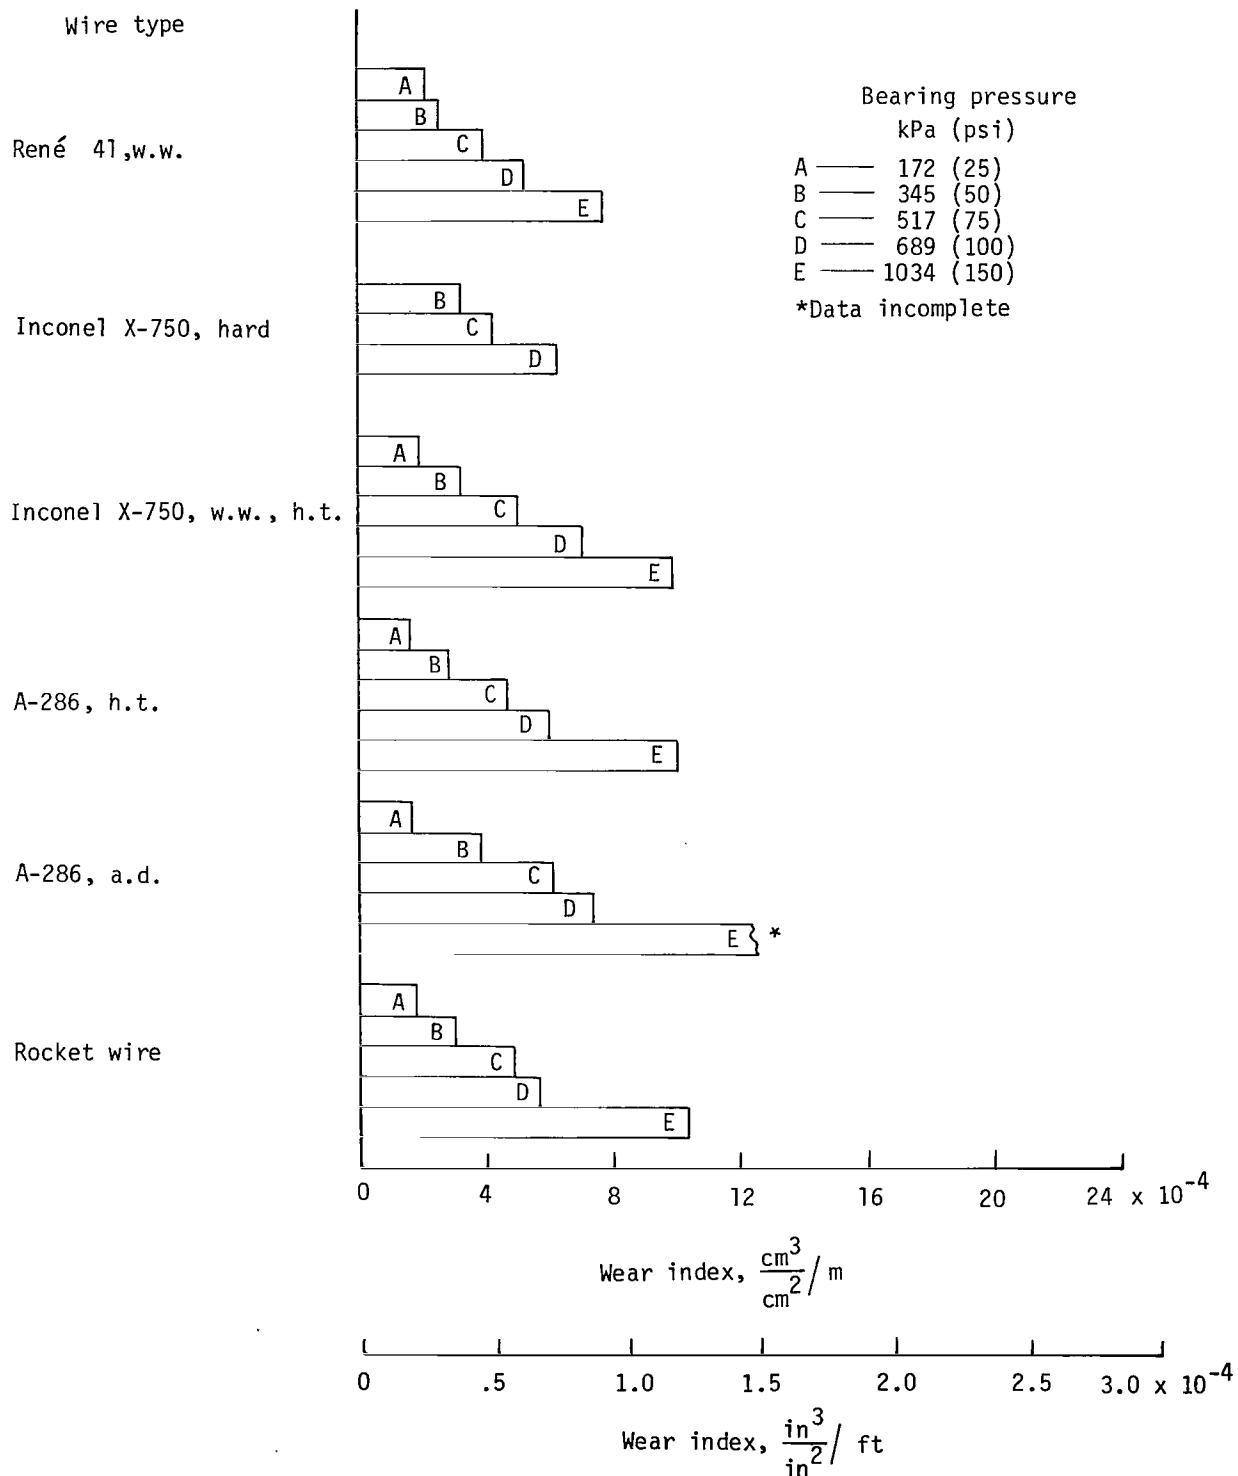 Wire type
Bearing pressure
kPa (psi)
A — 172 (25)
B — 345 (50)
C — 517 (75)
D — 689 (100)
E — 1034 (150)
*Data incomplete
René 41,w.w.
A
B
C
D
E
Inconel X-750, hard
B
C
D
Inconel X-750, w.w., h.t.
A
B
C
D
E
A-286, h.t.
A
B
C
D
E
A-286, a.d.
A
B
C
D
E *
Rocket wire
A
B
C
D
E
0 4 8 12 16 20 24 x 10^-4
Wear index, cm^3/cm^2 / m
0 .5 1.0 1.5 2.0 2.5 3.0 x 10^-4
Wear index, in^3/in^2 / ft